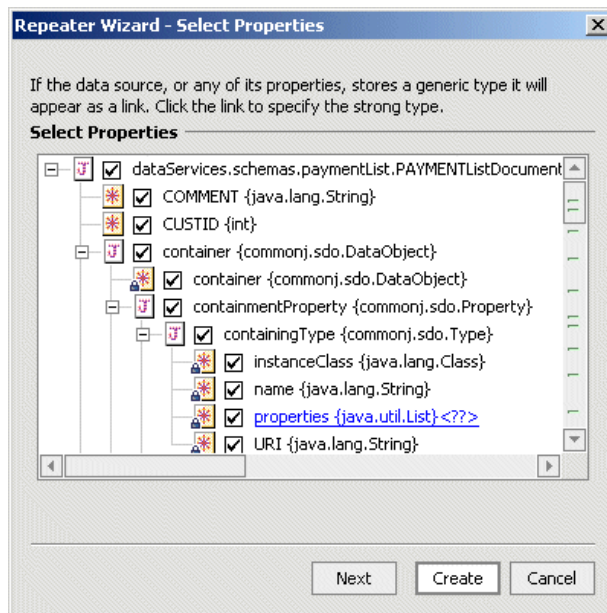 Repeater Wizard - Select Properties
If the data source, or any of its properties, stores a generic type it will
appear as a link. Click the link to specify the strong type.
Select Properties
dataServices.schemas.paymentList.PAYMENTListDocument
COMMENT {java.lang.String}
CUSTID {int}
container {commonj.sdo.DataObject}
container {commonj.sdo.DataObject}
containmentProperty {commonj.sdo.Property}
containingType {commonj.sdo.Type}
instanceClass {java.lang.Class}
name {java.lang.String}
properties {java.util.List}<??>
URI {java.lang.String}
Next Create Cancel